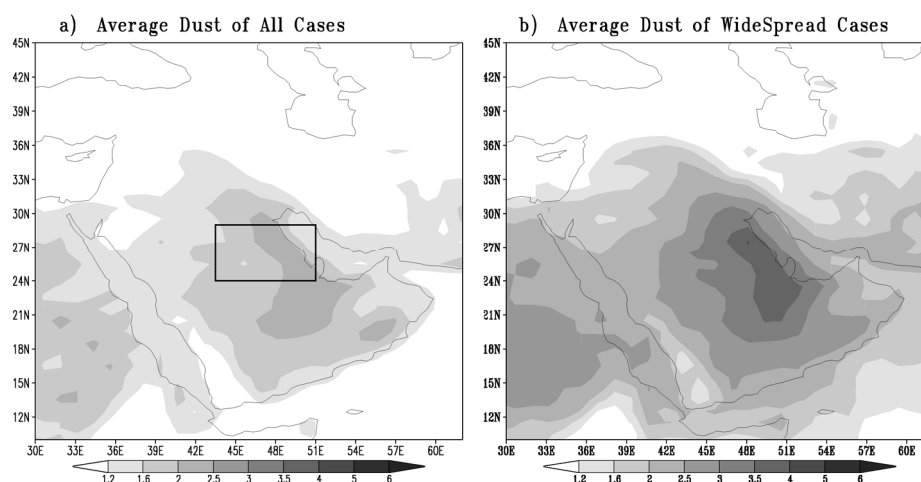 a) Average Dust of All Cases
45N
42N
39N
36N
33N
30N
27N
24N
21N
18N
15N
12N
30E 33E 36E 39E 42E 45E 48E 51E 54E 57E 60E
1.2 1.6 2 2.5 3 3.5 4 5 6
b) Average Dust of WideSpread Cases
45N
42N
39N
36N
33N
30N
27N
24N
21N
18N
15N
12N
30E 33E 36E 39E 42E 45E 48E 51E 54E 57E 60E
1.2 1.6 2 2.5 3 3.5 4 5 6